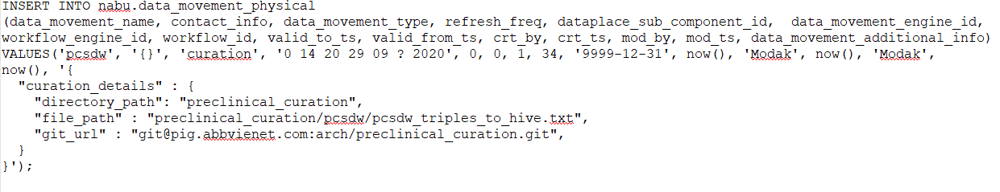 INSERT INTO nabu.data_movement_physical
(data_movement_name, contact_info, data_movement_type, refresh_freq, dataplace_sub_component_id,  data_movement_engine_id,
workflow_engine_id, workflow_id, valid_to_ts, valid_from_ts, crt_by, crt_ts, mod_by, mod_ts, data_movement_additional_info)
VALUES('pcsdw', '{}', 'curation', '0 14 20 29 09 ? 2020', 0, 0, 1, 34, '9999-12-31', now(), 'Modak', now(), 'Modak',
now(), '{
  "curation_details" : {
    "directory_path": "preclinical_curation",
    "file_path" : "preclinical_curation/pcsdw/pcsdw_triples_to_hive.txt",
    "git_url" : "git@pig.abbvienet.com:arch/preclinical_curation.git",
  }
}');